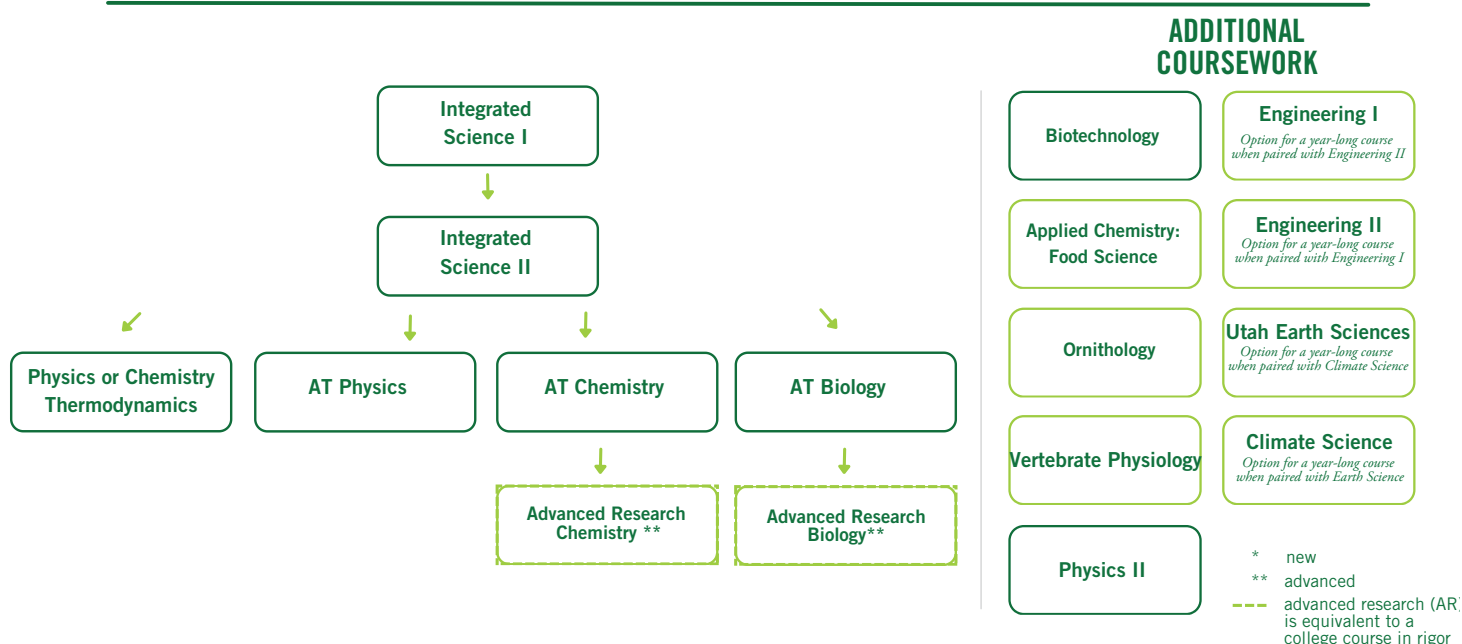 ADDITIONAL
COURSEWORK
Integrated
Science I
Integrated
Science II
Physics or Chemistry
Thermodynamics
AT Physics
AT Chemistry
AT Biology
Advanced Research
Chemistry **
Advanced Research
Biology**
Biotechnology
Engineering I
Option for a year-long course
when paired with Engineering II
Applied Chemistry:
Food Science
Engineering II
Option for a year-long course
when paired with Engineering I
Ornithology
Utah Earth Sciences
Option for a year-long course
when paired with Climate Science
Vertebrate Physiology
Climate Science
Option for a year-long course
when paired with Earth Science
Physics II
* new
** advanced
advanced research (AR)
is equivalent to a
college course in rigor